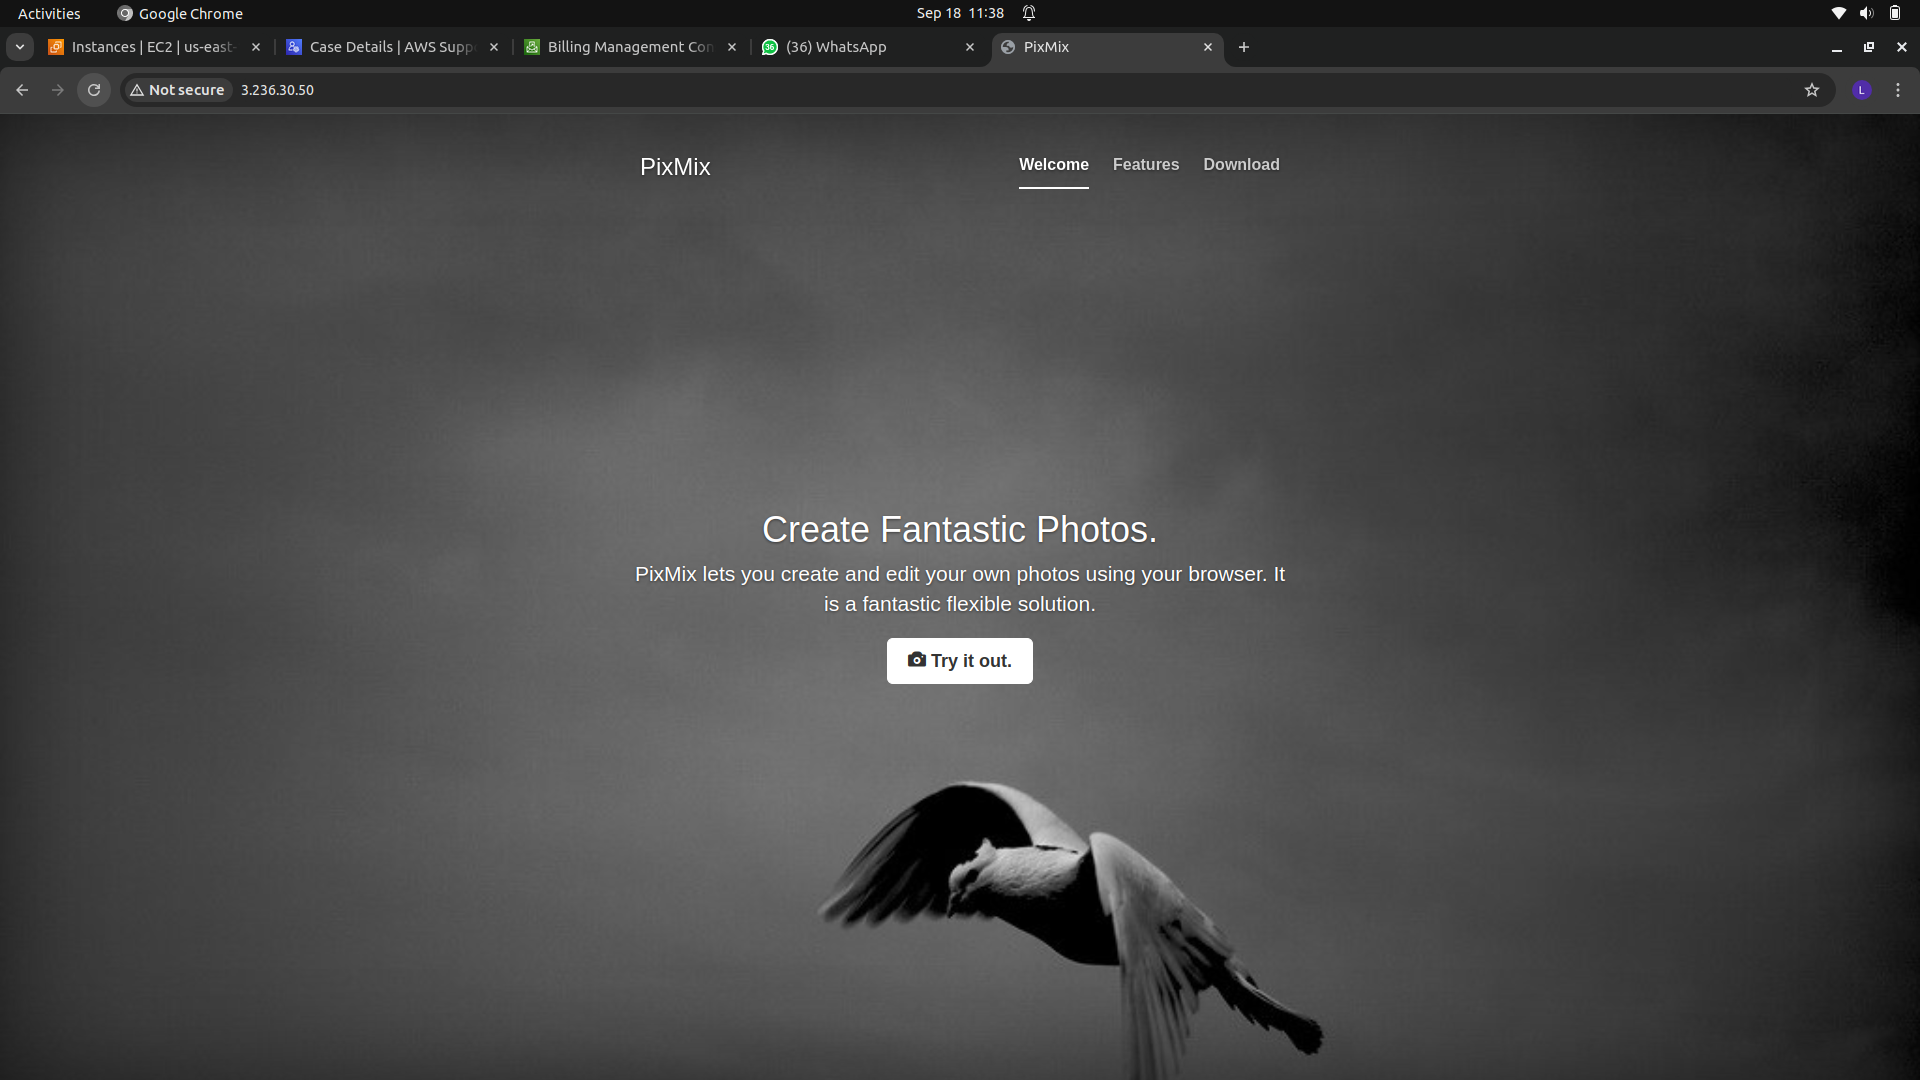 Activities
Google Chrome
Sep 18 11:38
Instances | EC2 | us-east-
Case Details | AWS Supp
Billing Management Con
36
(36) WhatsApp
PixMix
Not secure
3.236.30.50
L
PixMix
Welcome
Features
Download
Create Fantastic Photos.
PixMix lets you create and edit your own photos using your browser. It
is a fantastic flexible solution.
Try it out.